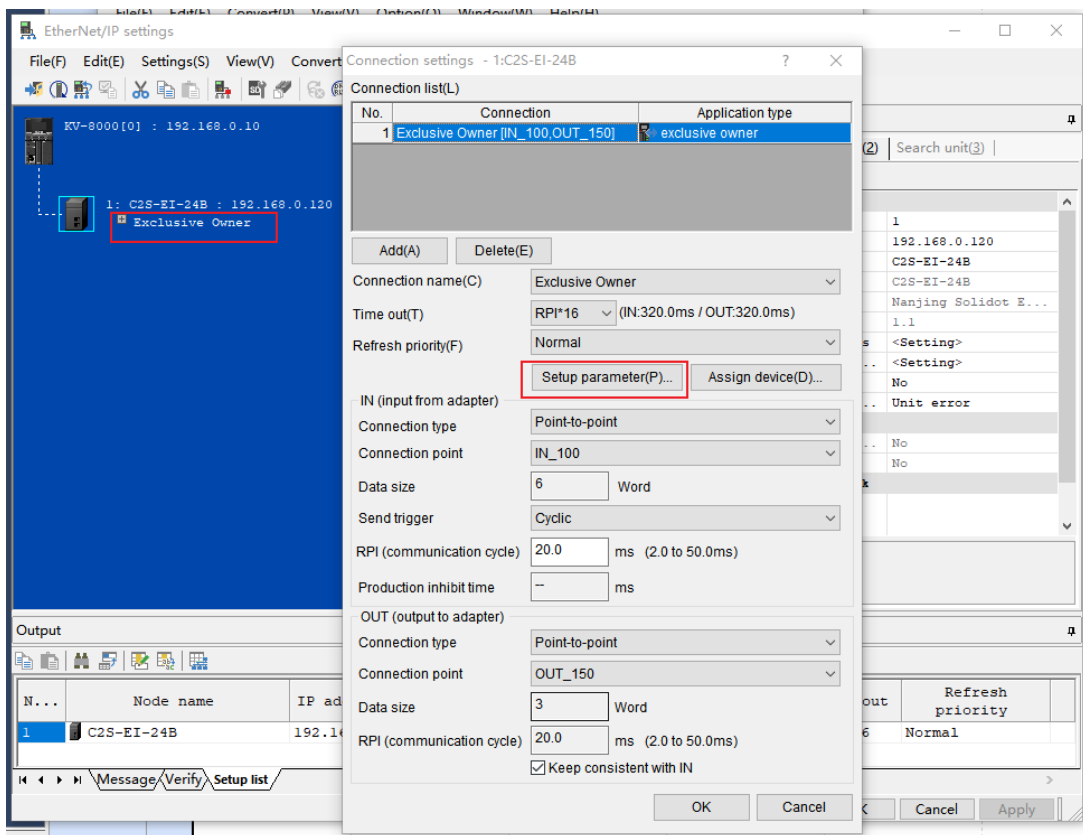 File(F) Edit(E) Convert(P) View(V) Option(O) Window(W) Help(H)
EtherNet/IP settings
File(F) Edit(E) Settings(S) View(V) Convert
KV-8000[0] : 192.168.0.10
1: C2S-EI-24B : 192.168.0.120
Exclusive Owner
Connection settings - 1:C2S-EI-24B
?
Connection list(L)
No. Connection Application type
1 Exclusive Owner [IN_100,OUT_150] exclusive owner
Add(A) Delete(E)
Connection name(C) Exclusive Owner
Time out(T) RPI*16 (IN:320.0ms / OUT:320.0ms)
Refresh priority(F) Normal
Setup parameter(P)... Assign device(D)...
IN (input from adapter)
Connection type Point-to-point
Connection point IN_100
Data size 6 Word
Send trigger Cyclic
RPI (communication cycle) 20.0 ms (2.0 to 50.0ms)
Production inhibit time -- ms
OUT (output to adapter)
Connection type Point-to-point
Connection point OUT_150
Data size 3 Word
RPI (communication cycle) 20.0 ms (2.0 to 50.0ms)
Keep consistent with IN
OK Cancel
(2) Search unit(3)
1
192.168.0.120
C2S-EI-24B
C2S-EI-24B
Nanjing Solidot E...
1.1
s <Setting>
.. <Setting>
No
.. Unit error
.. No
No
k
Output
N... Node name IP ad out Refresh priority
1 C2S-EI-24B 192.16 6 Normal
Message Verify Setup list
K Cancel Apply